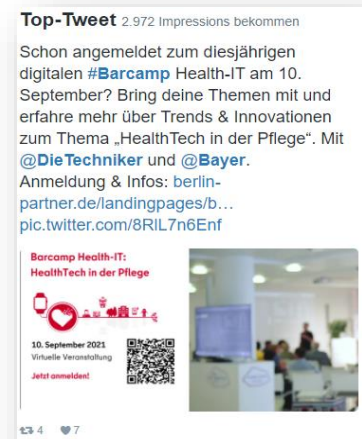 Top-Tweet 2.972 Impressions bekommen
Schon angemeldet zum diesjährigen
digitalen #Barcamp Health-IT am 10.
September? Bring deine Themen mit und
erfahre mehr über Trends & Innovationen
zum Thema „HealthTech in der Pflege“. Mit
@DieTechniker und @Bayer.
Anmeldung & Infos: berlin-
partner.de/landingpages/b…
pic.twitter.com/8RlL7n6Enf
Barcamp Health-IT:
HealthTech in der Pflege
10. September 2021
Virtuelle Veranstaltung
Jetzt anmelden!
4 7